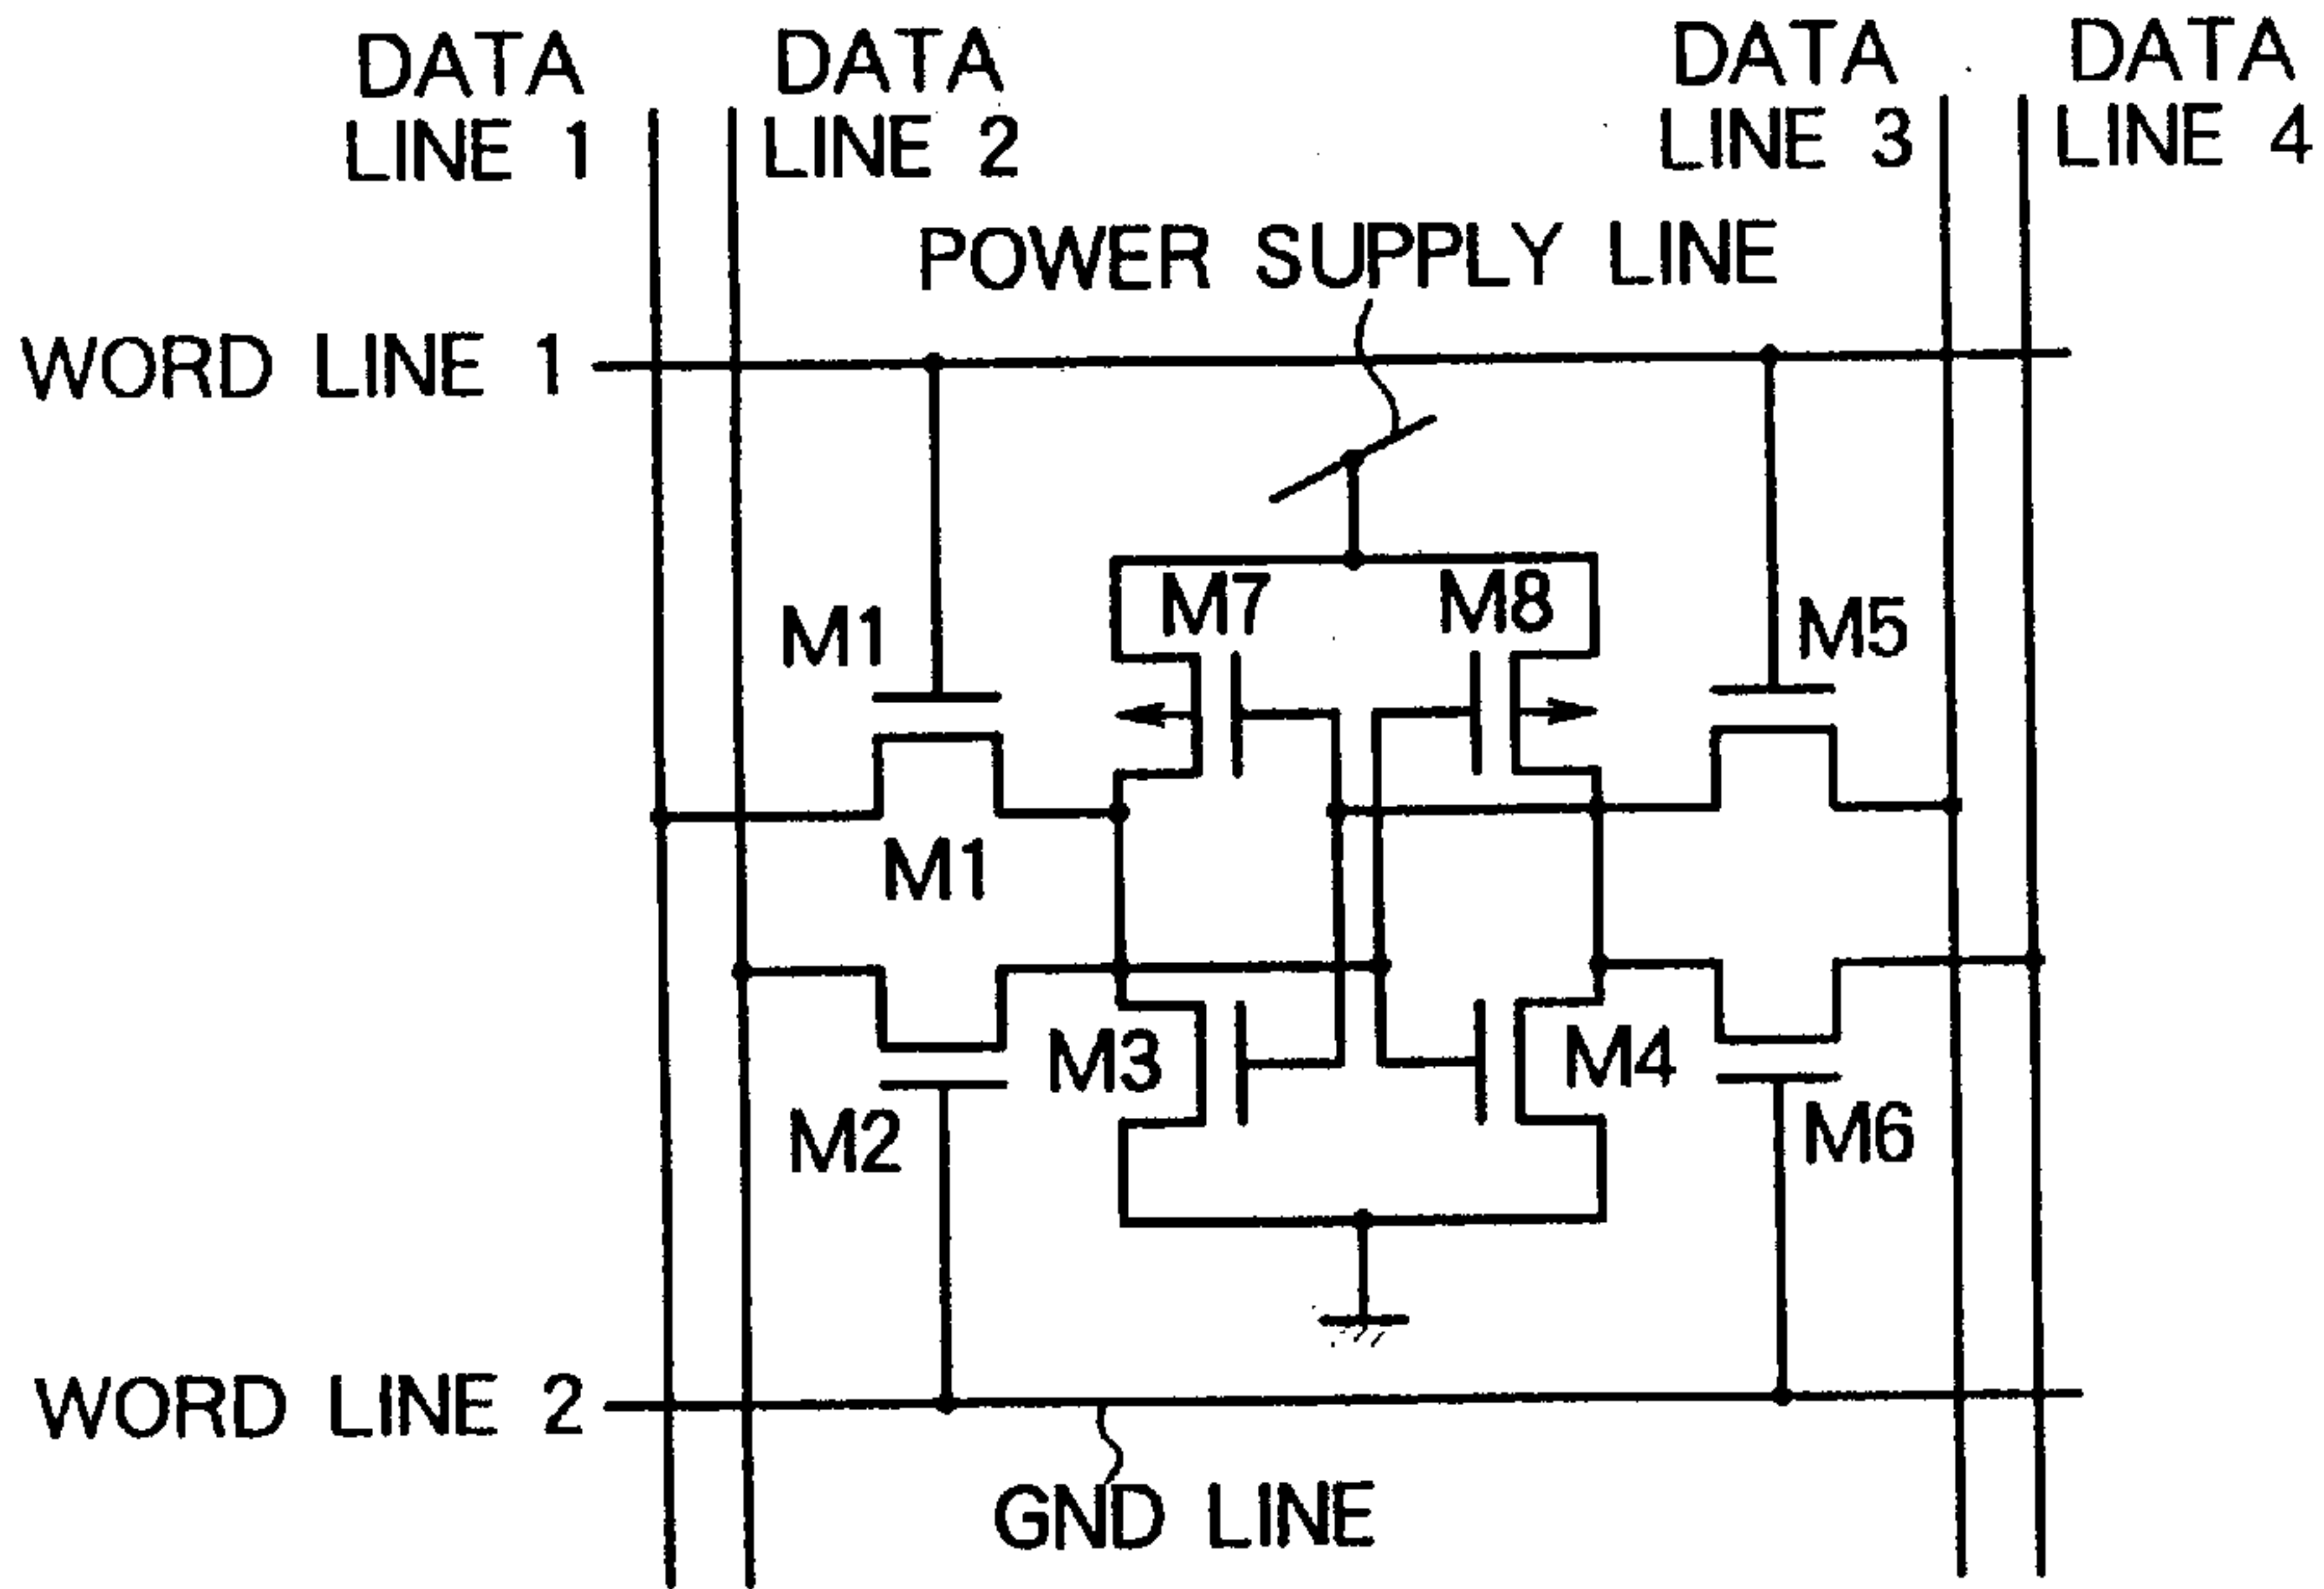 DATA
LINE 1
DATA
LINE 2
DATA
LINE 3
DATA
LINE 4
POWER SUPPLY LINE
WORD LINE 1
M7
M8
M1
M5
M1
M3
M4
M2
M6
WORD LINE 2
GND LINE